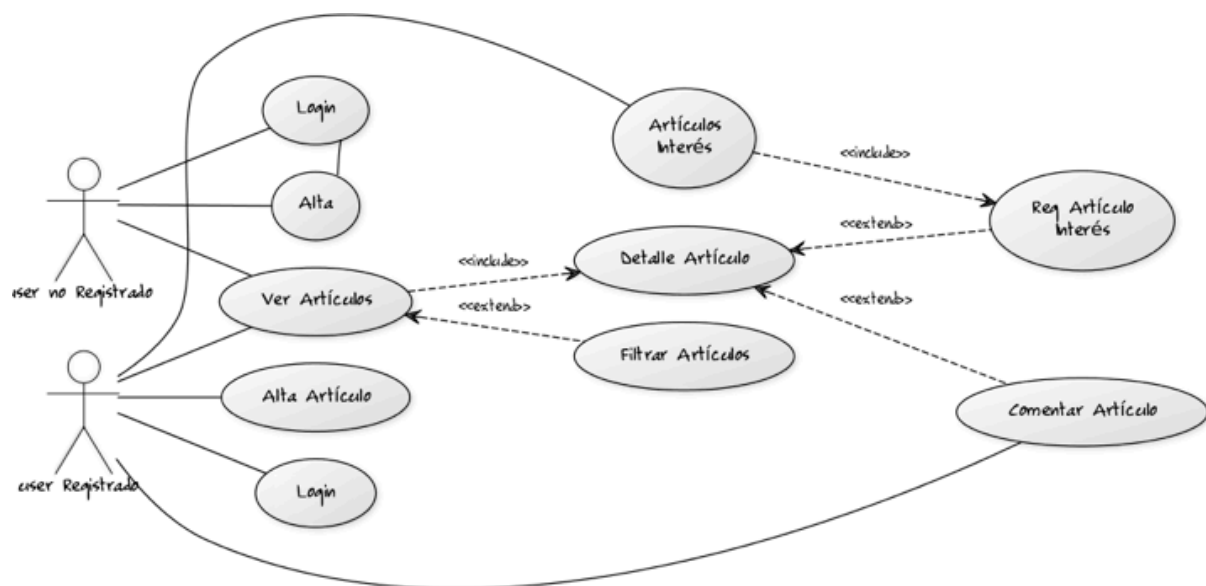 Login
Artículos
Interés
<<include>>
Alta
Req Artículo
Interés
<<extend>>
Detalle Artículo
<<include>>
user no Registrado
Ver Artículos
<<extend>>
<<extend>>
Filtrar Artículos
Alta Artículo
Comentar Artículo
user Registrado
Login